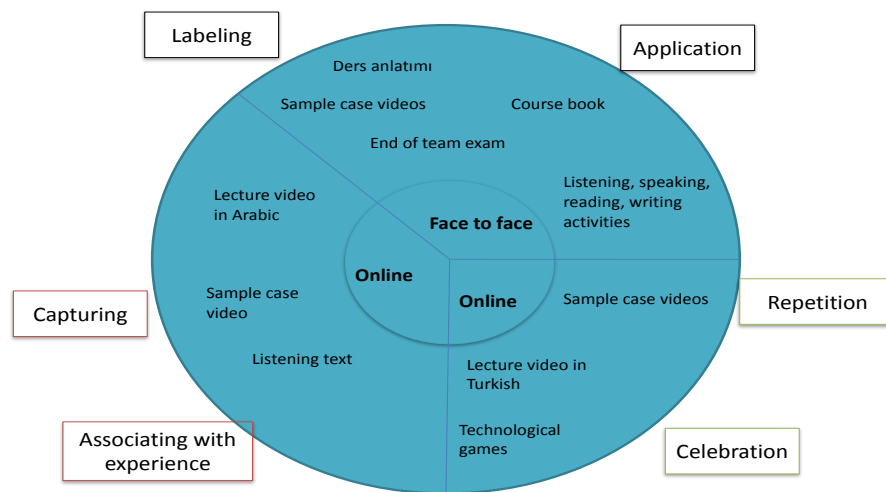 Labeling
Application
Ders anlatımı
Sample case videos
Course book
End of team exam
Listening, speaking,
reading, writing
activities
Lecture video
in Arabic
Face to face
Online
Online
Sample case
video
Sample case videos
Capturing
Repetition
Listening text
Lecture video in
Turkish
Technological
games
Associating with
experience
Celebration